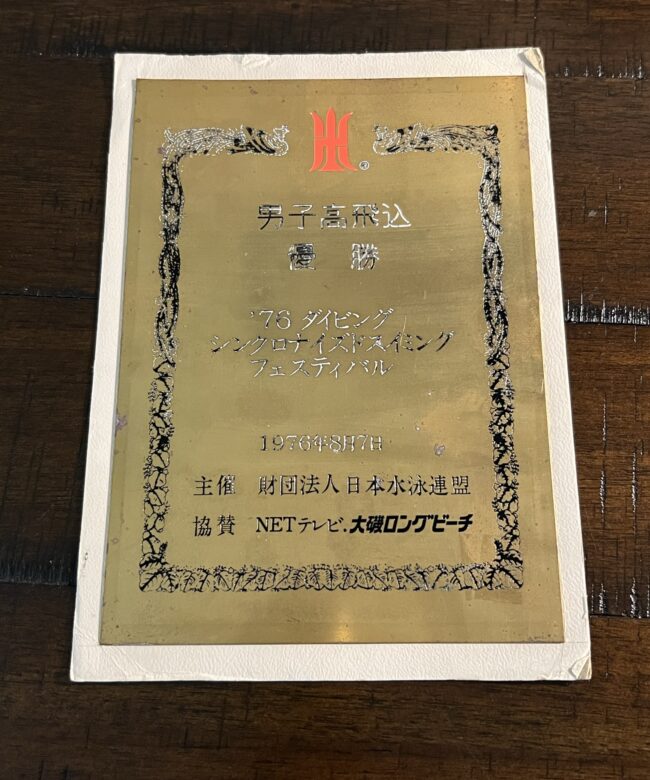 ®
男子高飛込
優勝
'76 ダイビング
シンクロナイズドスイミング
フェスティバル
1976年8月7日
主催 財団法人日本水泳連盟
協賛 NETテレビ.大磯ロングビーチ